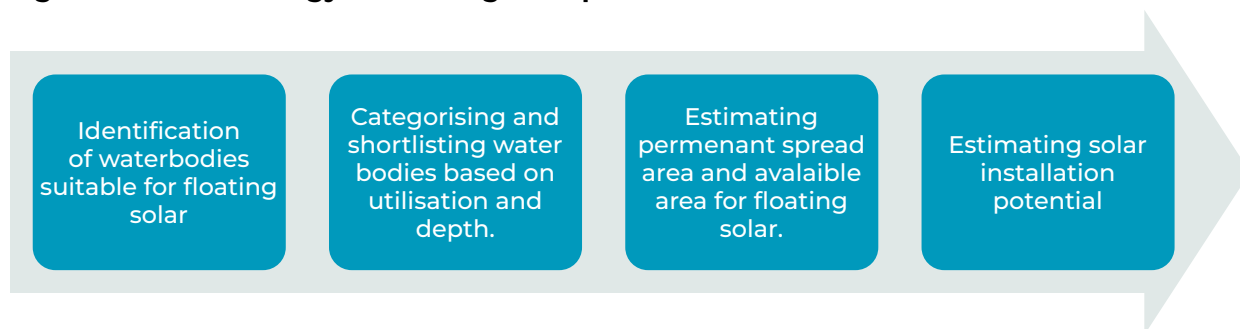 Identification
of waterbodies
suitable for floating
solar
Categorising and
shortlisting water
bodies based on
utilisation and
depth.
Estimating
permenant spread
area and avalaible
area for floating
solar.
Estimating solar
installation
potential